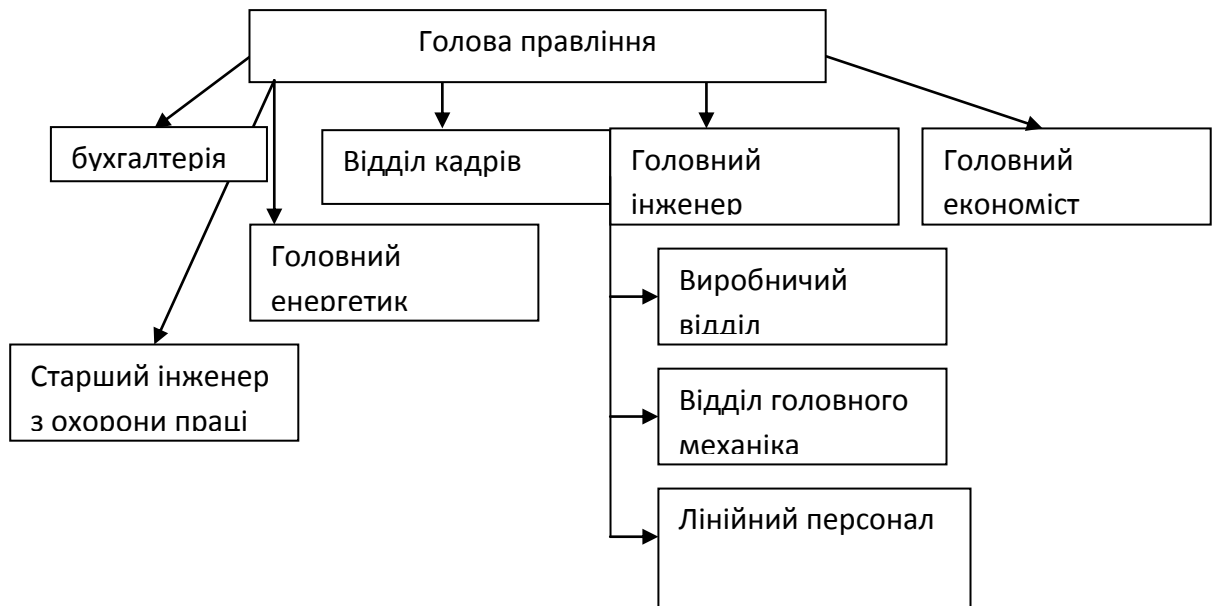 Голова правління
бухгалтерія
Відділ кадрів
Головний
інженер
Головний
економіст
Головний
енергетик
Виробничий
відділ
Старший інженер
з охорони праці
Відділ головного
механіка
Лінійний персонал